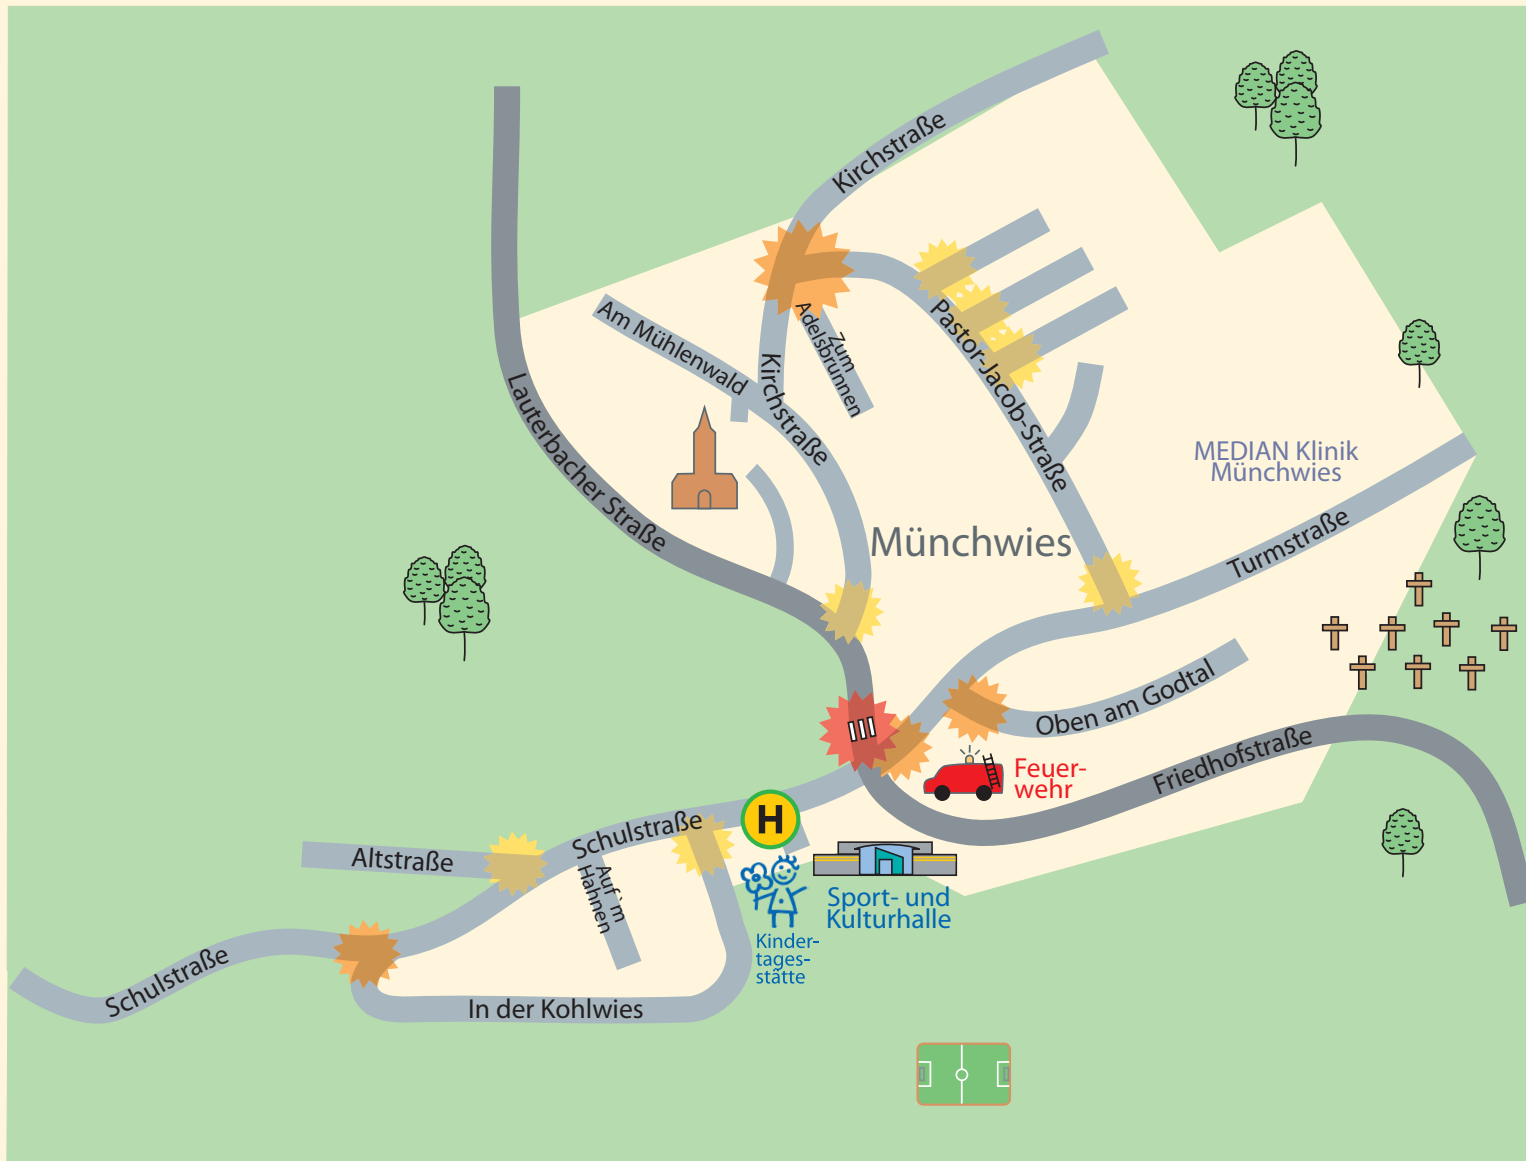 Kirchstraße
Am Mühlenwald
Zum
Adelsbrunnen
Pastor-Jacob-Straße
Kirchstraße
Lauterbacher Straße
MEDIAN Klinik
Münchwies
Münchwies
Turmstraße
Oben am Godtal
Friedhofstraße
Feuer-
wehr
H
Schulstraße
Altstraße
Auf`m
Hahnen
Sport- und
Kulturhalle
Kinder-
tages-
stätte
Schulstraße
In der Kohlwies